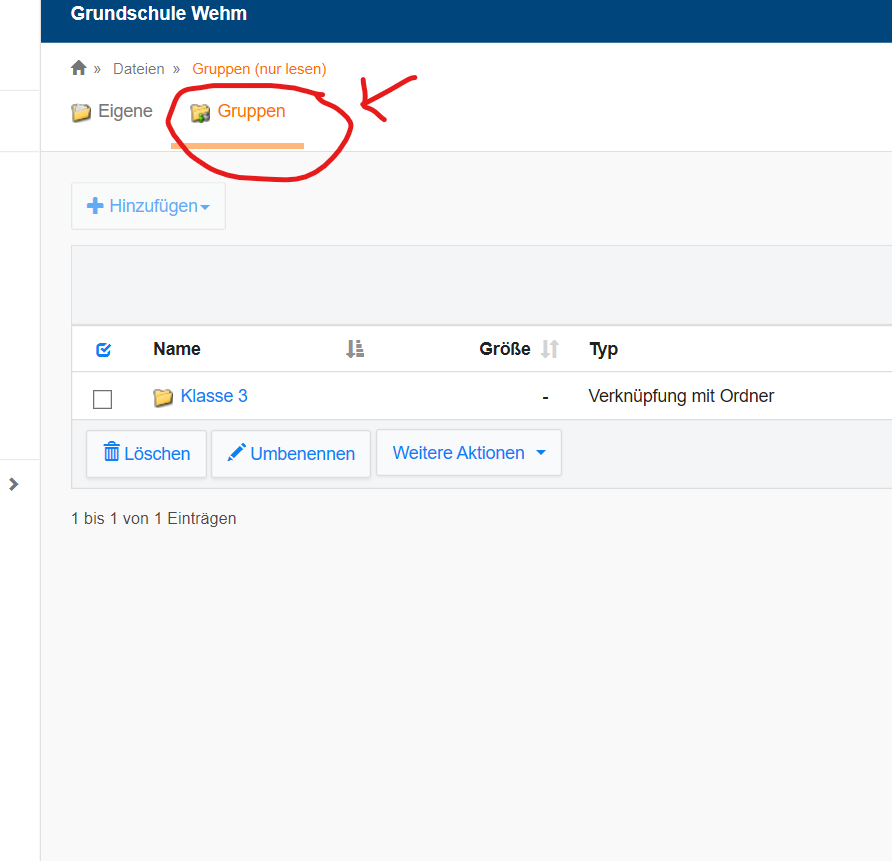 Grundschule Wehm
» Dateien » Gruppen (nur lesen)
Eigene Gruppen
Hinzufügen
Name Größe Typ
Klasse 3 - Verknüpfung mit Ordner
Löschen Umbenennen Weitere Aktionen
1 bis 1 von 1 Einträgen